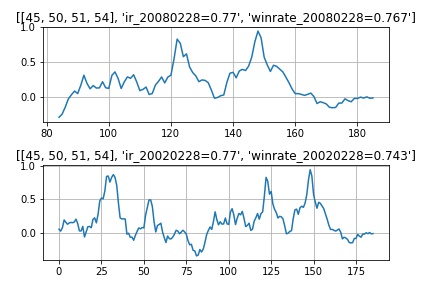 [[45, 50, 51, 54], 'ir_20080228=0.77', 'winrate_20080228=0.767']
1.0
0.5
0.0
80 100 120 140 160 180
[[45, 50, 51, 54], 'ir_20020228=0.77', 'winrate_20020228=0.743']
1.0
0.5
0.0
0 25 50 75 100 125 150 175